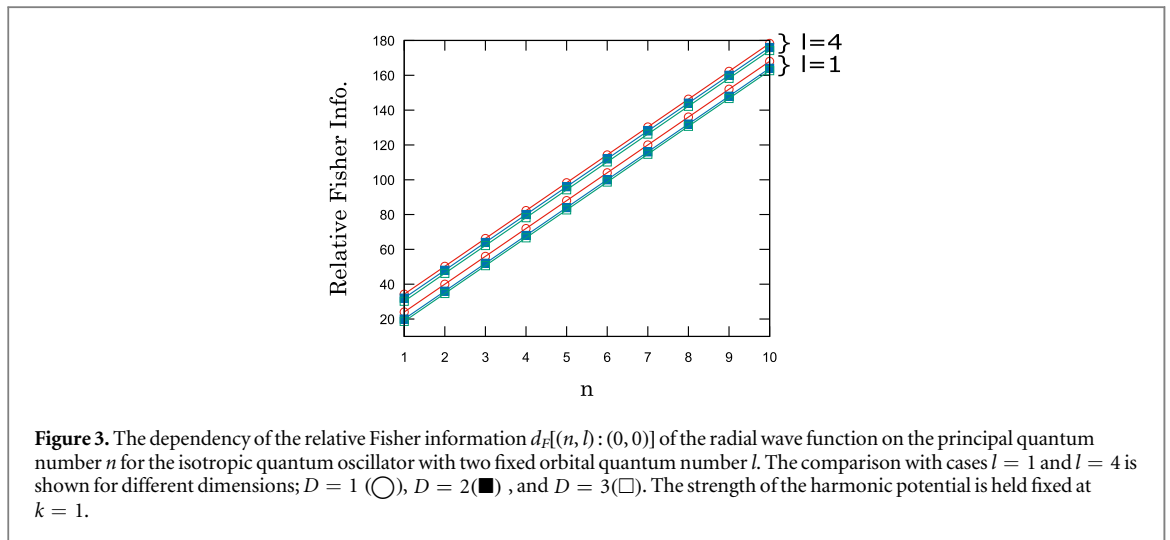 180
160
140
120
100
80
60
40
20
Relative Fisher Info.
} l=4
} l=1
1 2 3 4 5 6 7 8 9 10
n
Figure 3. The dependency of the relative Fisher information d_F[(n, l) : (0, 0)] of the radial wave function on the principal quantum
number n for the isotropic quantum oscillator with two fixed orbital quantum number l. The comparison with cases l = 1 and l = 4 is
shown for different dimensions; D = 1 (◯), D = 2(■) , and D = 3(□). The strength of the harmonic potential is held fixed at
k = 1.